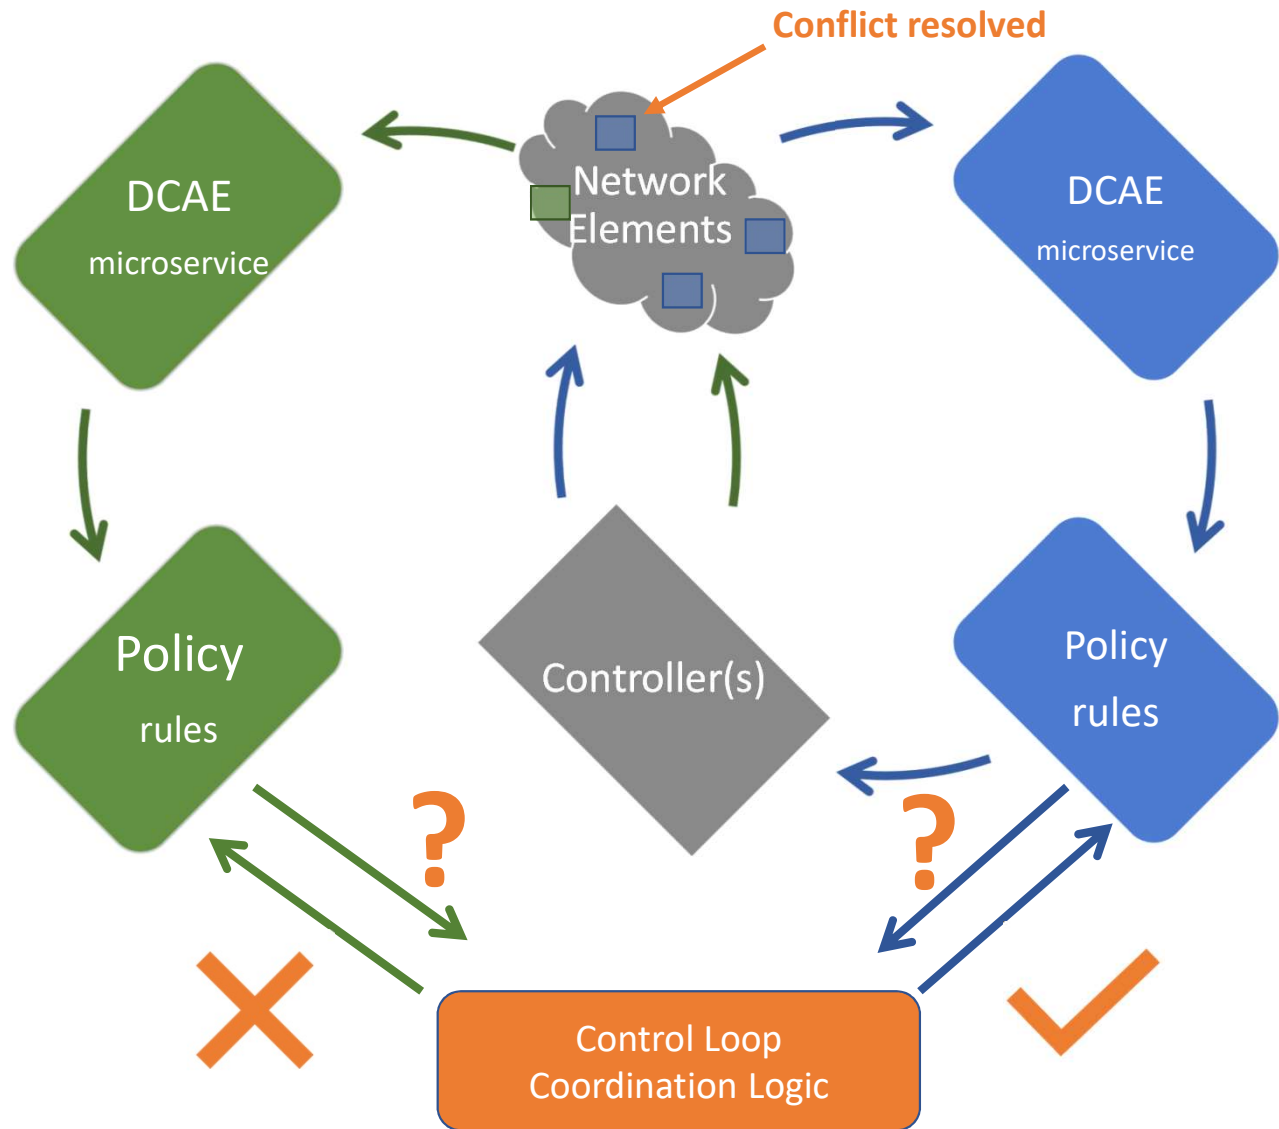 Conflict resolved
DCAE
microservice
Network
Elements
DCAE
microservice
Policy
rules
Controller(s)
Policy
rules
?
?
Control Loop
Coordination Logic